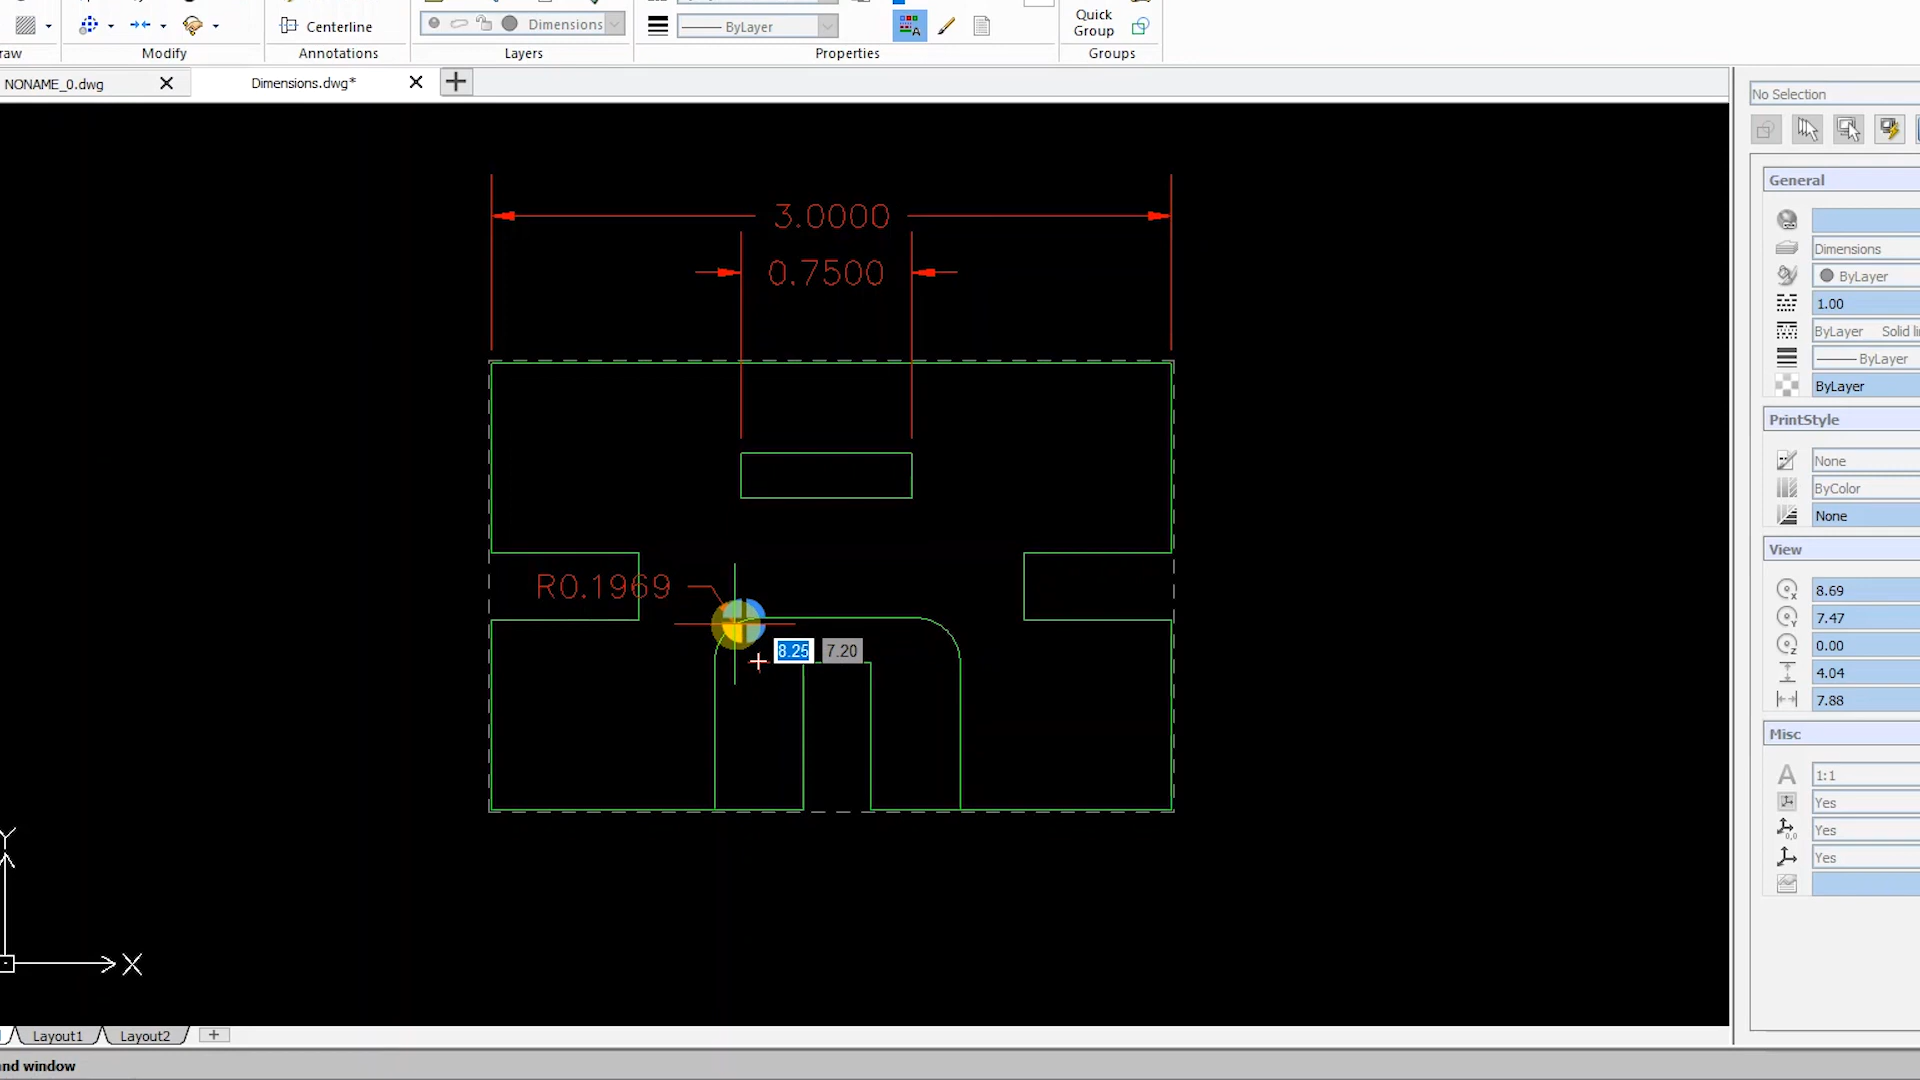 Centerline
Dimensions
ByLayer
Quick
Group
raw
Modify
Annotations
Layers
Properties
Groups
NONAME_0.dwg
Dimensions.dwg*
No Selection
General
Dimensions
ByLayer
1.00
ByLayer Solid li
ByLayer
ByLayer
PrintStyle
None
ByColor
None
View
8.69
7.47
0.00
4.04
7.88
Misc
1:1
Yes
Yes
Yes
3.0000
0.7500
R0.1969
8.25 7.20
Y
X
Layout1
Layout2
nd window